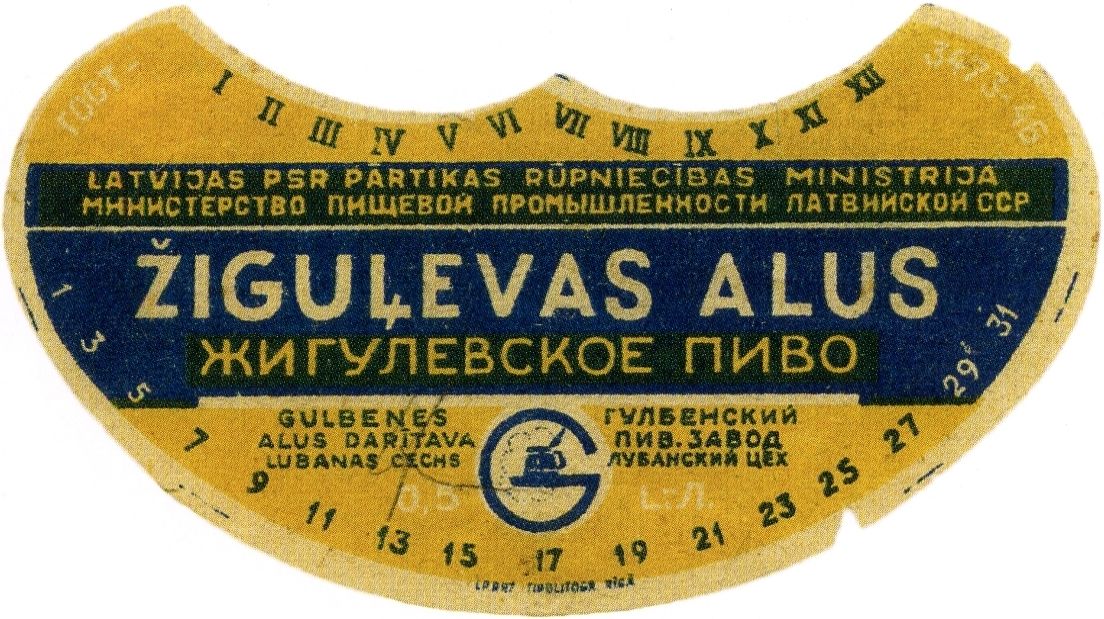 ГОСТ- 3473-46
I II III IV V VI VII VIII IX X XI XII
LATVIJAS PSR PĀRTIKAS RŪPNIECĪBAS MINISTRIJA
МИНИСТЕРСТВО ПИЩЕВОЙ ПРОМЫШЛЕННОСТИ ЛАТВИЙСКОЙ ССР
ŽIGUĻEVAS ALUS
ЖИГУЛЕВСКОЕ ПИВО
GULBENES
ALUS DARĪTAVA
LUBANAS CECHS
G
ГУЛБЕНСКИЙ
ПИВ. ЗАВОД
ЛУБАНСКИЙ ЦЕХ
0,5 L.-Л.
1 3 5 7 9 11 13 15 17 19 21 23 25 27 29 31
RĪGĀ